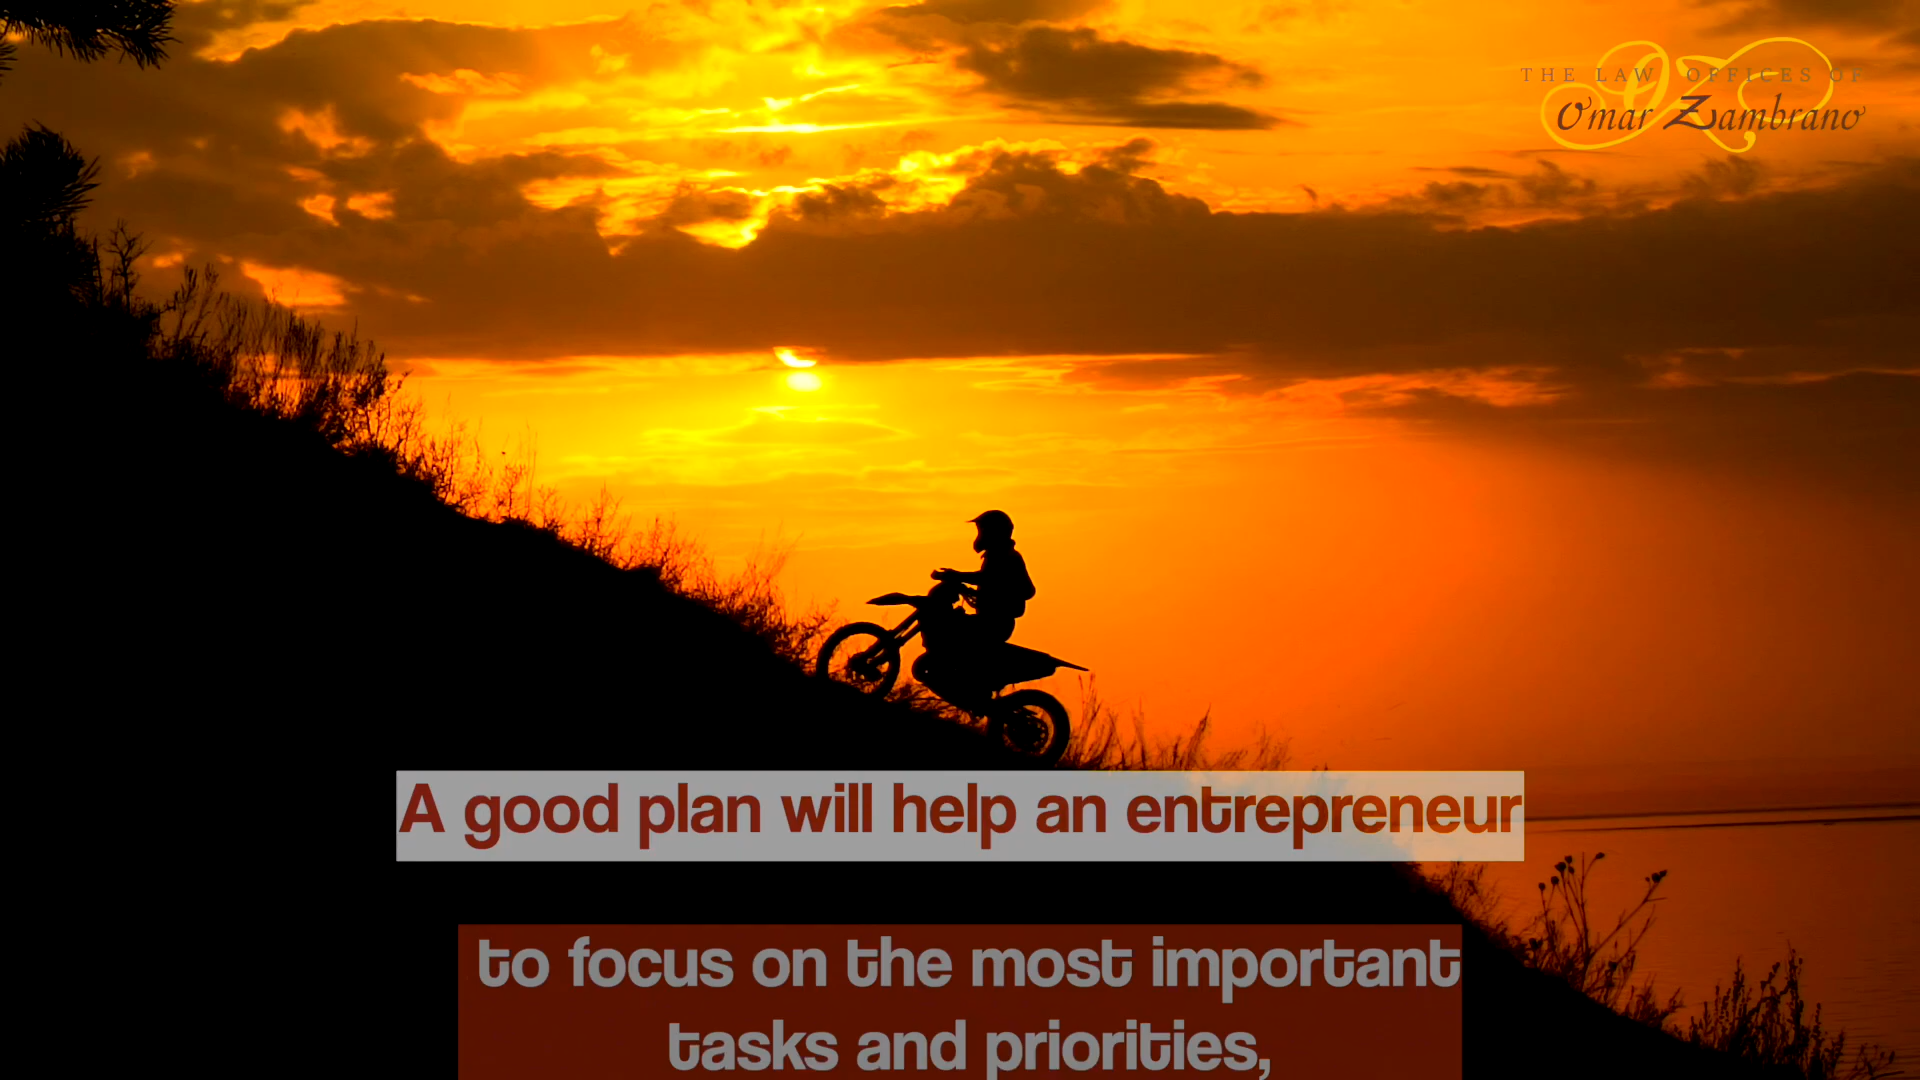 THE LAW OFFICES OF
Omar Zambrano
A good plan will help an entrepreneur
to focus on the most important
tasks and priorities,